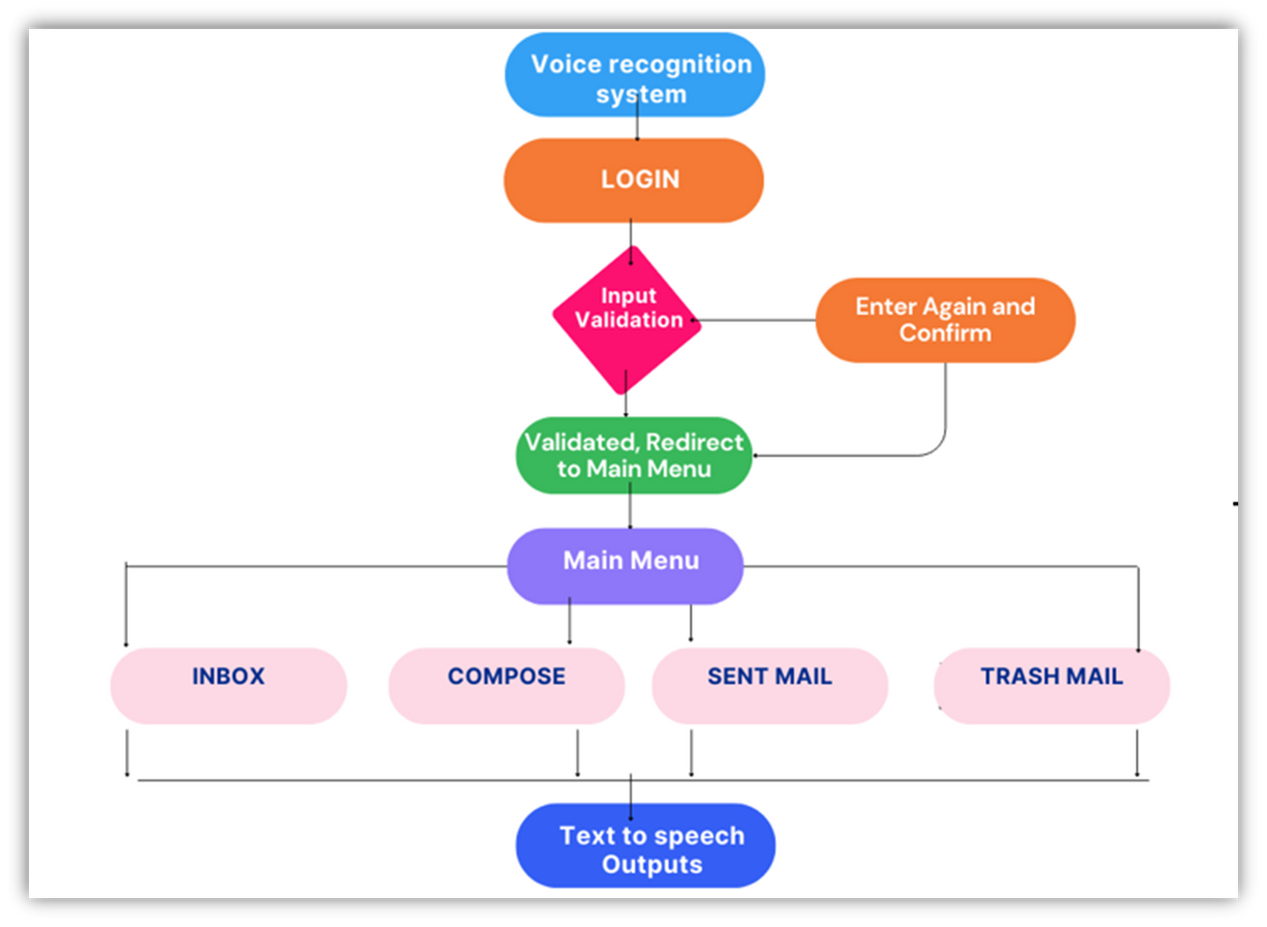 Voice recognition
system
LOGIN
Input
Validation
Enter Again and
Confirm
Validated, Redirect
to Main Menu
Main Menu
INBOX
COMPOSE
SENT MAIL
TRASH MAIL
Text to speech
Outputs